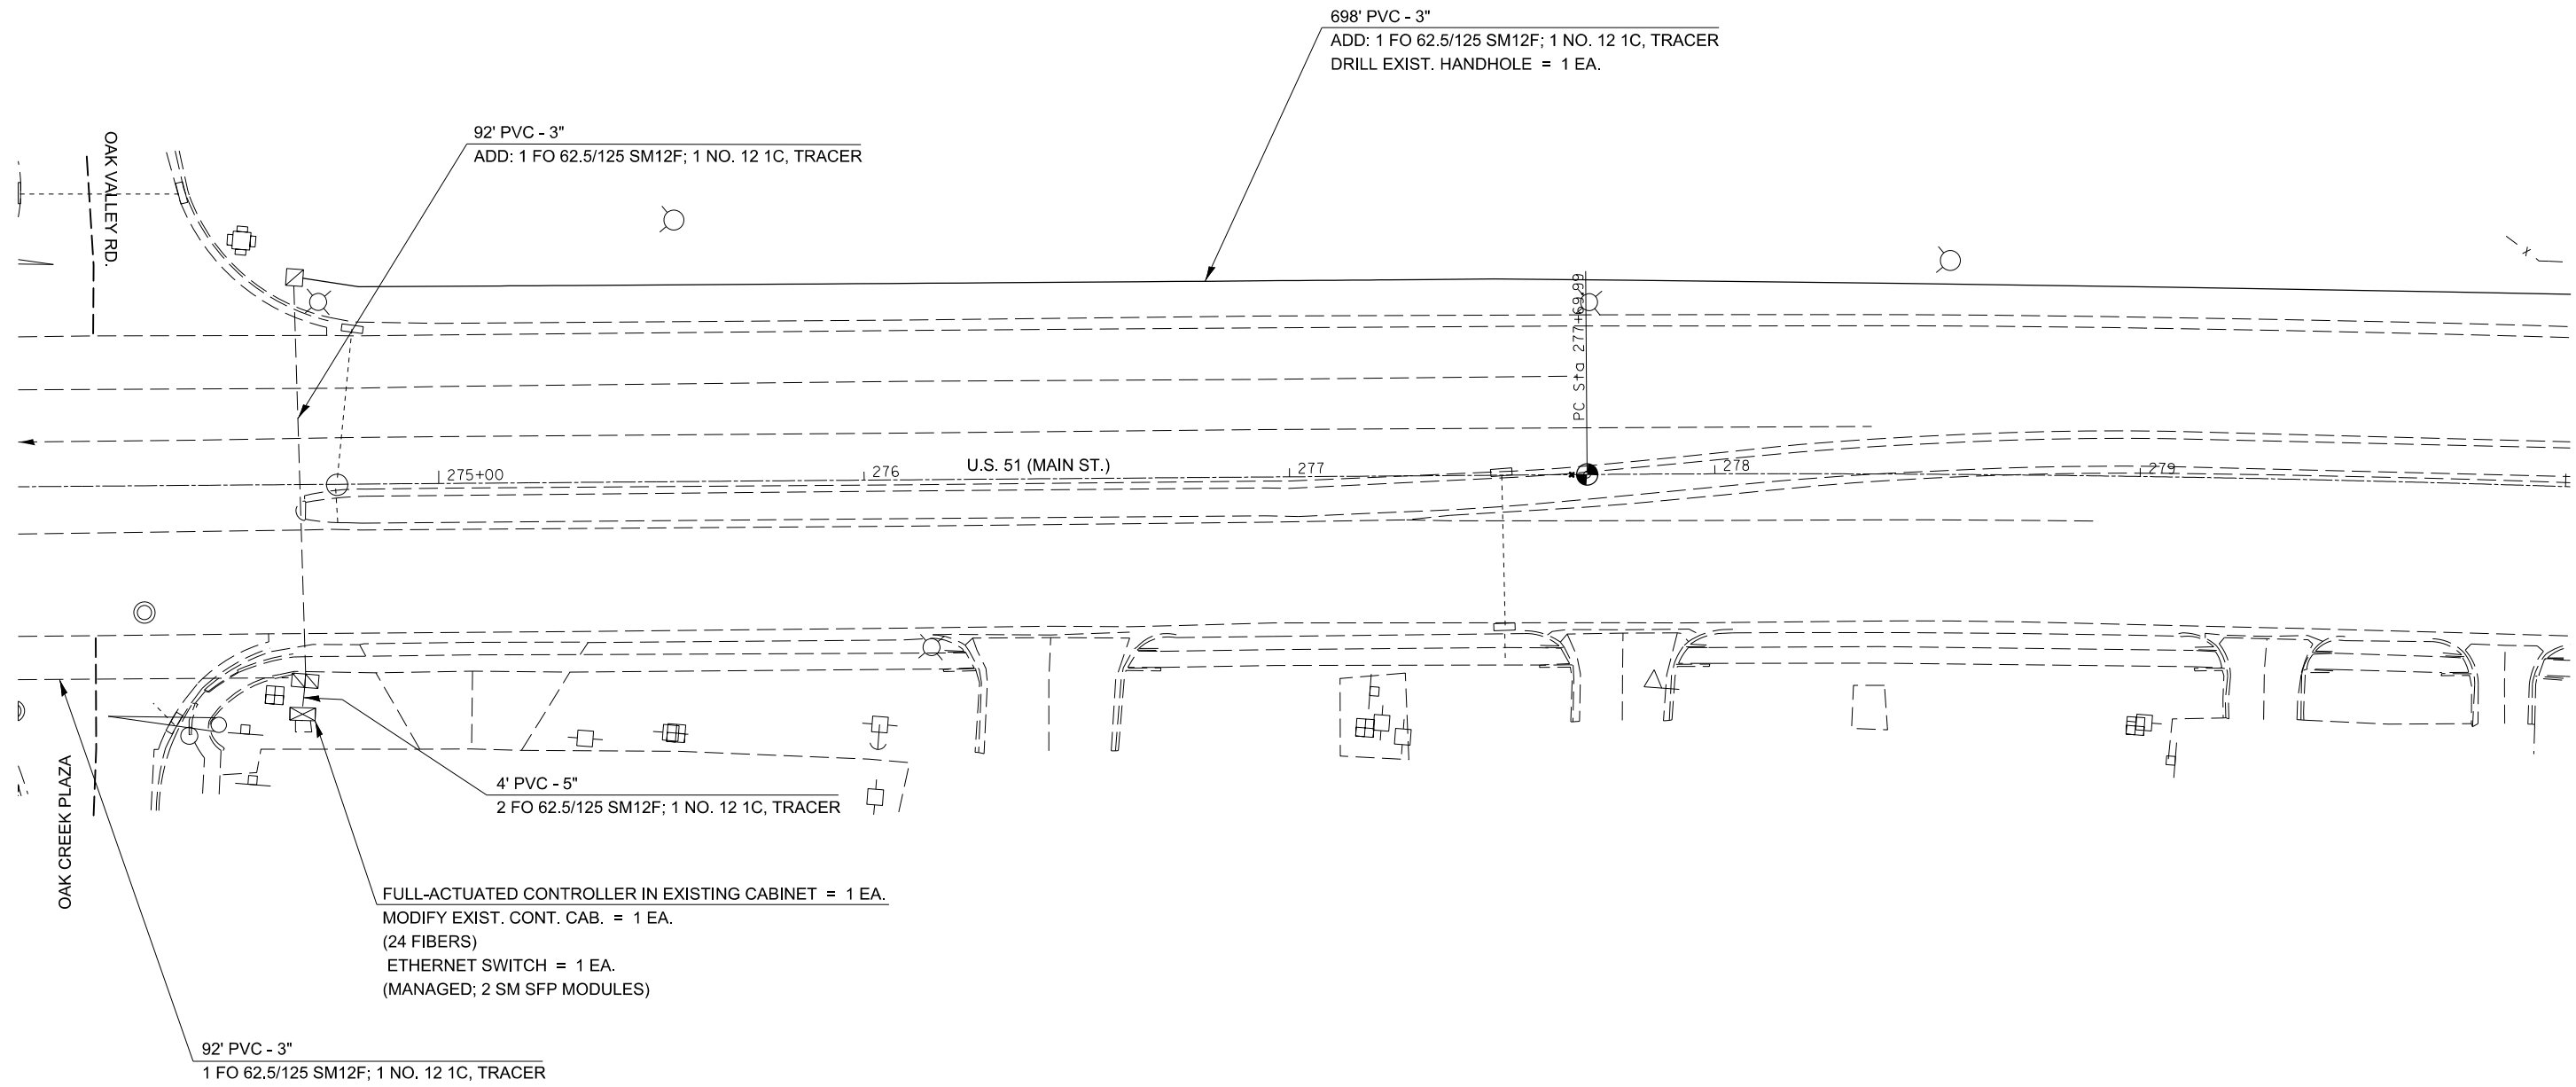 698' PVC - 3"
ADD: 1 FO 62.5/125 SM12F; 1 NO. 12 1C, TRACER
DRILL EXIST. HANDHOLE = 1 EA.
92' PVC - 3"
ADD: 1 FO 62.5/125 SM12F; 1 NO. 12 1C, TRACER
OAK VALLEY RD.
PC Sta 277+69.99
275+00
276
U.S. 51 (MAIN ST.)
277
278
279
4' PVC - 5"
2 FO 62.5/125 SM12F; 1 NO. 12 1C, TRACER
OAK CREEK PLAZA
FULL-ACTUATED CONTROLLER IN EXISTING CABINET = 1 EA.
MODIFY EXIST. CONT. CAB. = 1 EA.
(24 FIBERS)
ETHERNET SWITCH = 1 EA.
(MANAGED; 2 SM SFP MODULES)
92' PVC - 3"
1 FO 62.5/125 SM12F; 1 NO. 12 1C, TRACER